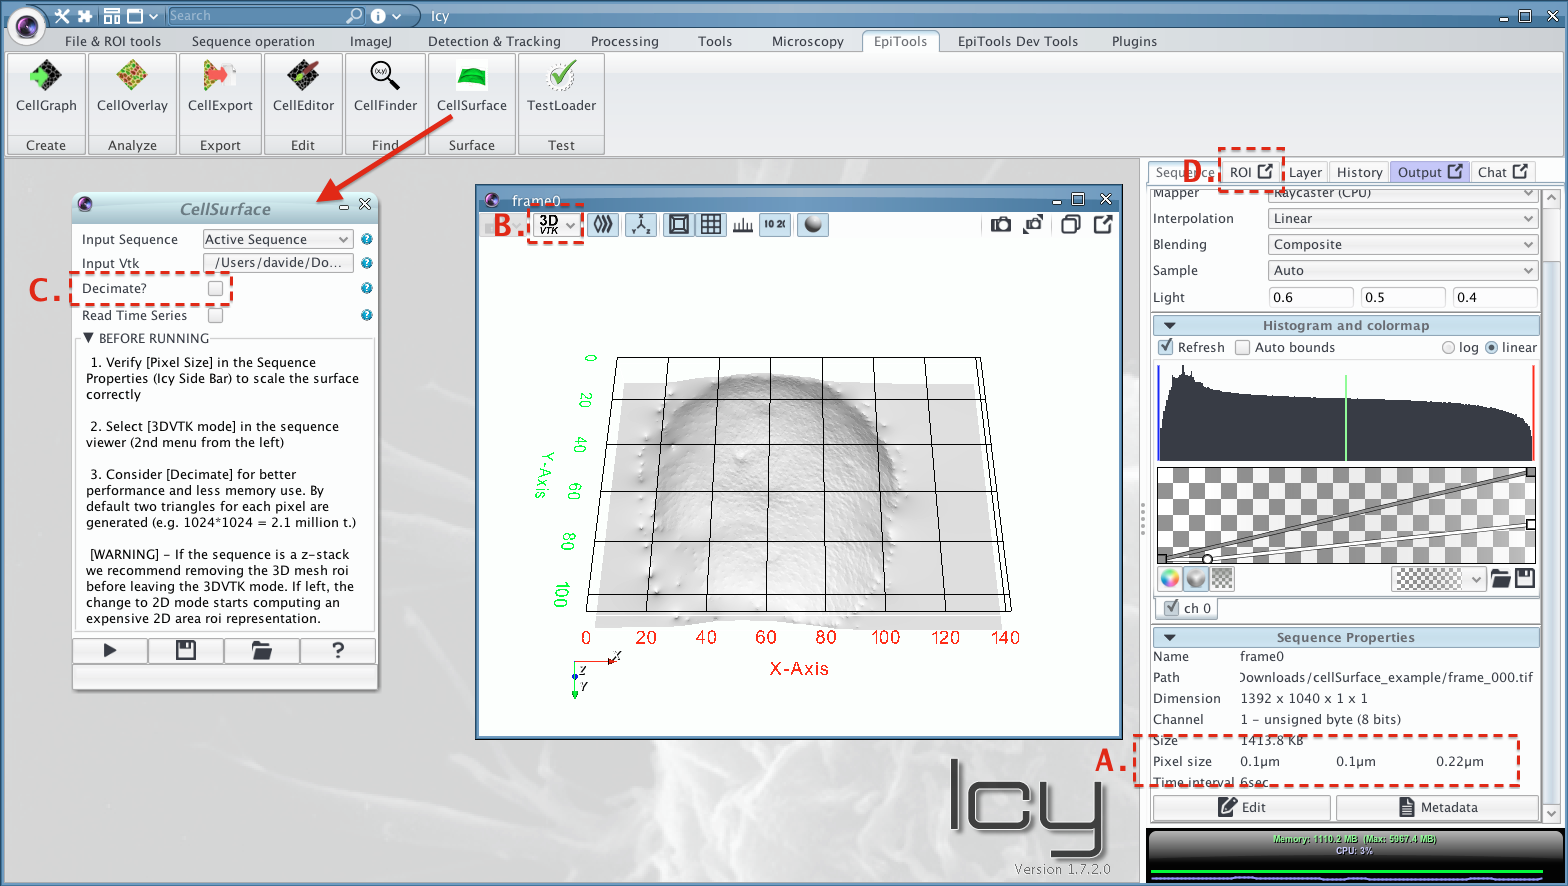 Search
Icy
File & ROI tools
Sequence operation
ImageJ
Detection & Tracking
Processing
Tools
Microscopy
EpiTools
EpiTools Dev Tools
Plugins
(x,y)
CellGraph
CellOverlay
CellExport
CellEditor
CellFinder
CellSurface
TestLoader
Create
Analyze
Export
Edit
Find
Surface
Test
CellSurface
Input Sequence
Active Sequence
Input Vtk
/Users/davide/Do...
C.
Decimate?
Read Time Series
BEFORE RUNNING
1. Verify [Pixel Size] in the Sequence
Properties (Icy Side Bar) to scale the surface
correctly
2. Select [3DVTK mode] in the sequence
viewer (2nd menu from the left)
3. Consider [Decimate] for better
performance and less memory use. By
default two triangles for each pixel are
generated (e.g. 1024*1024 = 2.1 million t.)
[WARNING] - If the sequence is a z-stack
we recommend removing the 3D mesh roi
before leaving the 3DVTK mode. If left, the
change to 2D mode starts computing an
expensive 2D area roi representation.
?
frame0
B.
3D
VTK
10 20
0
20
40
60
80
100
Y-Axis
0
20
40
60
80
100
120
140
X-Axis
X
Z
Y
Icy
Version 1.7.2.0
Sequence
D.
ROI
Layer
History
Output
Chat
Mapper
Raycaster (CPU)
Interpolation
Linear
Blending
Composite
Sample
Auto
Light
0.6
0.5
0.4
Histogram and colormap
Refresh
Auto bounds
log
linear
ch 0
Sequence Properties
Name
frame0
Path
Downloads/cellSurface_example/frame_000.tif
Dimension
1392 x 1040 x 1 x 1
Channel
1 - unsigned byte (8 bits)
Size
1413.8 KB
A.
Pixel size
0.1µm
0.1µm
0.22µm
Time interval
6sec
Edit
Metadata
Memory: 1110.2 MB (Max: 5967.4 MB)
CPU: 3%